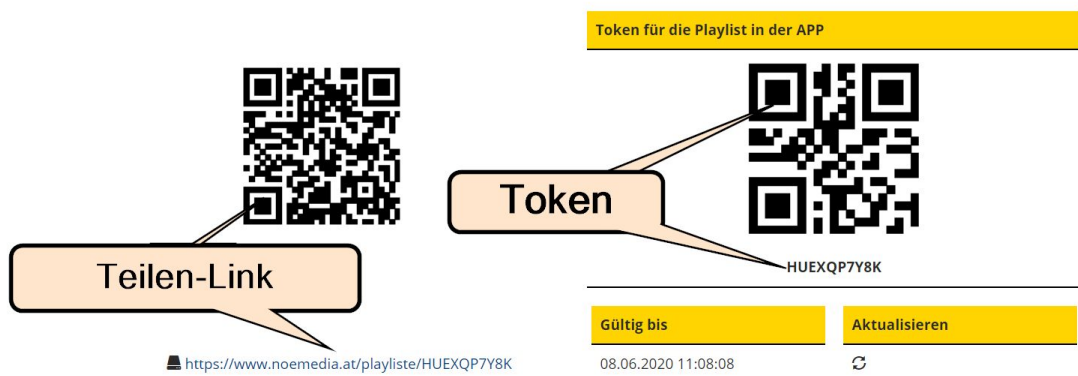 Teilen-Link
https://www.noemedia.at/playliste/HUEXQP7Y8K
Token für die Playlist in der APP
Token
HUEXQP7Y8K
Gültig bis
Aktualisieren
08.06.2020 11:08:08